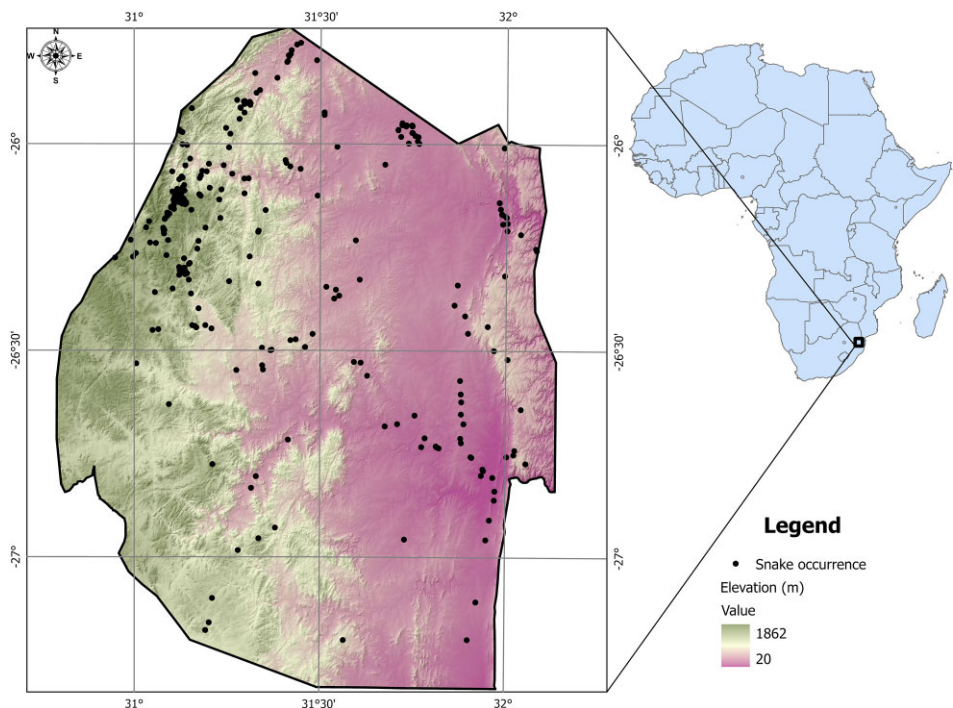 31° 31°30' 32°
N
W E
S
-26° -26°
-26°30' -26°30'
-27° -27°
31° 31°30' 32°
Legend
Snake occurrence
Elevation (m)
Value
1862
20